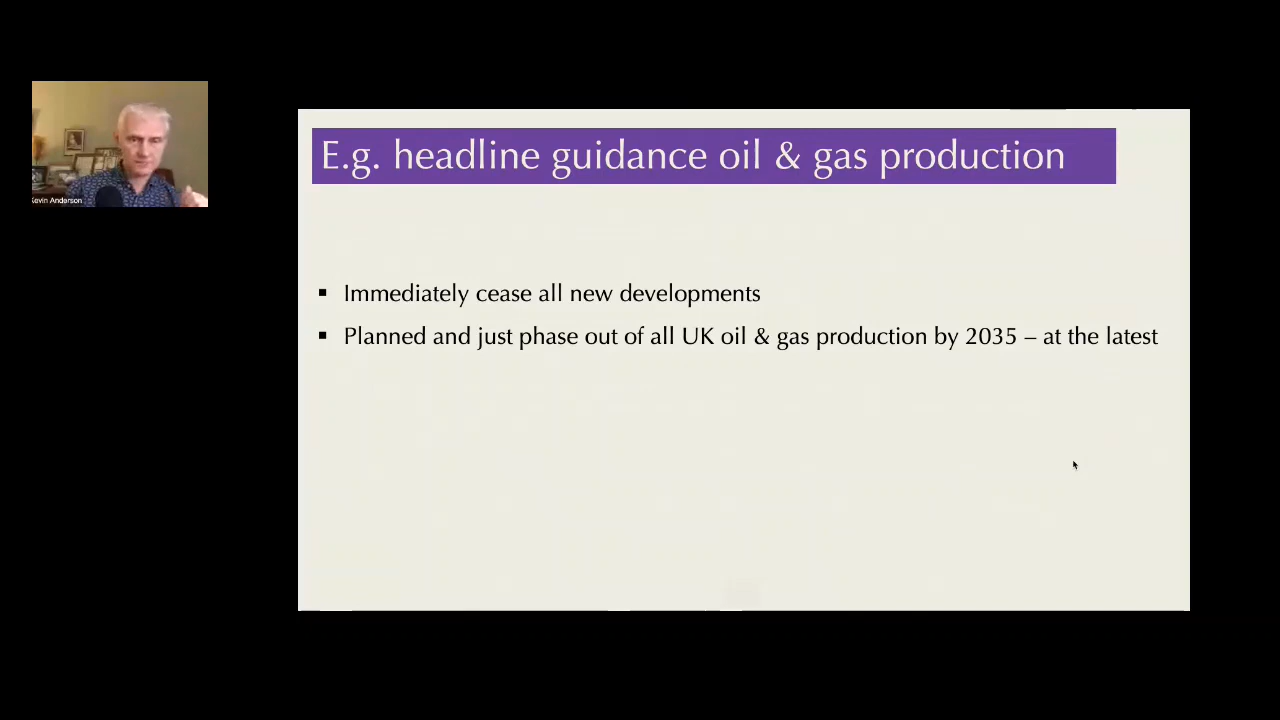 E.g. headline guidance oil & gas production
Kevin Anderson
▪ Immediately cease all new developments
▪ Planned and just phase out of all UK oil & gas production by 2035 – at the latest